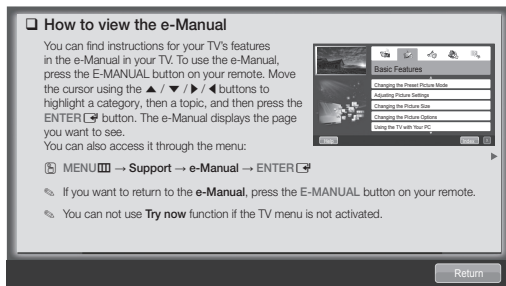 ❑ How to view the e-Manual
You can find instructions for your TV's features
in the e-Manual in your TV. To use the e-Manual,
press the E-MANUAL button on your remote. Move
the cursor using the ▲ / ▼ / ► / ◄ buttons to
highlight a category, then a topic, and then press the
ENTER button. The e-Manual displays the page
you want to see.
You can also access it through the menu:
Basic Features
Changing the Preset Picture Mode
Adjusting Picture Settings
Changing the Picture Size
Changing the Picture Options
Using the TV with Your PC
Help
Index
X
MENU → Support → e-Manual → ENTER
If you want to return to the e-Manual, press the E-MANUAL button on your remote.
You can not use Try now function if the TV menu is not activated.
Return